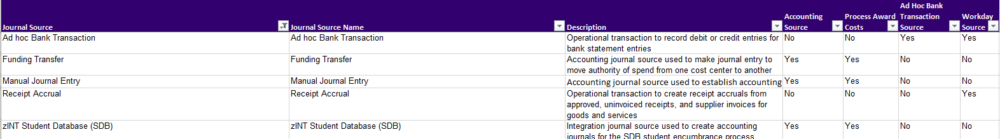 Journal Source Journal Source Name Description Accounting Source Process Award Costs Ad Hoc Bank Transaction Source Workday Source
Ad hoc Bank Transaction Ad hoc Bank Transaction Operational transaction to record debit or credit entries for No No Yes Yes
bank statement entries
Funding Transfer Funding Transfer Accounting journal source used to make journal entry to Yes Yes No No
move authority of spend from one cost center to another
Manual Journal Entry Manual Journal Entry Accounting journal source used to establish accounting Yes Yes No No
Receipt Accrual Receipt Accrual Operational transaction to create receipt accruals from No No No Yes
approved, uninvoiced receipts, and supplier invoices for
goods and services
zINT Student Database (SDB) zINT Student Database (SDB) Integration journal source used to create accounting Yes Yes No No
journals for the SDB student encumbrance process